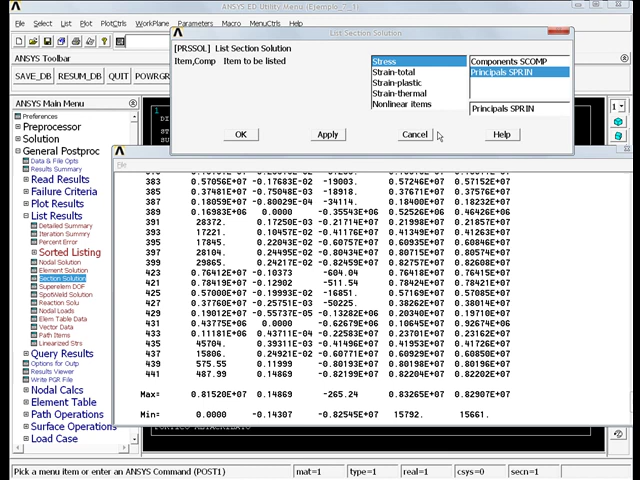 ANSYS ED Utility Menu (Ejemplo_7_1)
File Select List Plot PlotCtrls WorkPlane Parameters Macro MenuCtrls Help
ANSYS Toolbar
SAVE_DB RESUM_DB QUIT POWRGR
List Section Solution
[PRSSOL] List Section Solution
Item,Comp Item to be listed
Stress
Strain-total
Strain-plastic
Strain-thermal
Nonlinear items
Components SCOMP
Principals SPRIN
Principals SPRIN
OK Apply Cancel Help
ANSYS Main Menu
Preferences
Preprocessor
Solution
General Postproc
Data & File Opts
Results Summary
Read Results
Failure Criteria
Plot Results
List Results
Detailed Summary
Iteration Summry
Percent Error
Sorted Listing
Nodal Solution
Element Solution
Section Solution
Superelem DOF
SpotWeld Solution
Reaction Solu
Nodal Loads
Elem Table Data
Vector Data
Path Items
Linearized Strs
Query Results
Options for Outp
Results Viewer
Write PGR File
Nodal Calcs
Element Table
Path Operations
Surface Operations
Load Case
File
383 0.57056E+07 -0.17683E-02 -19003. 0.57246E+07 0.57152E+07
385 0.37481E+07 -0.75048E-03 -18918. 0.37671E+07 0.37576E+07
387 0.18059E+07 -0.80029E-04 -34114. 0.18400E+07 0.18232E+07
389 0.16983E+06 0.0000 -0.35543E+06 0.52526E+06 0.46426E+06
391 28372. 0.17250E-03 -0.21714E+07 0.21998E+07 0.21857E+07
393 17221. 0.10457E-02 -0.41176E+07 0.41349E+07 0.41263E+07
395 17845. 0.22043E-02 -0.60757E+07 0.60935E+07 0.60846E+07
397 28104. 0.24495E-02 -0.80434E+07 0.80715E+07 0.80574E+07
399 29865. 0.24217E-02 -0.82459E+07 0.82757E+07 0.82608E+07
423 0.76412E+07 -0.10373 -604.04 0.76418E+07 0.76415E+07
421 0.78419E+07 -0.12902 -511.54 0.78424E+07 0.78421E+07
425 0.57000E+07 -0.19993E-02 -16851. 0.57169E+07 0.57085E+07
427 0.37760E+07 -0.25751E-03 -50225. 0.38262E+07 0.38014E+07
429 0.19012E+07 -0.55737E-05 -0.13282E+06 0.20340E+07 0.19710E+07
431 0.43775E+06 0.0000 -0.62679E+06 0.10645E+07 0.92674E+06
433 0.11181E+06 0.43711E-04 -0.22583E+07 0.23701E+07 0.23162E+07
435 45704. 0.39311E-03 -0.41496E+07 0.41953E+07 0.41726E+07
437 15806. 0.24921E-02 -0.60771E+07 0.60929E+07 0.60850E+07
439 575.55 0.11999 -0.80193E+07 0.80198E+07 0.80196E+07
441 487.99 0.14869 -0.82199E+07 0.82204E+07 0.82202E+07
Max= 0.81520E+07 0.14869 -265.24 0.83265E+07 0.82907E+07
Min= 0.0000 -0.14307 -0.82545E+07 15792. 15661.
Pick a menu item or enter an ANSYS Command (POST1) mat=1 type=1 real=1 csys=0 secn=1